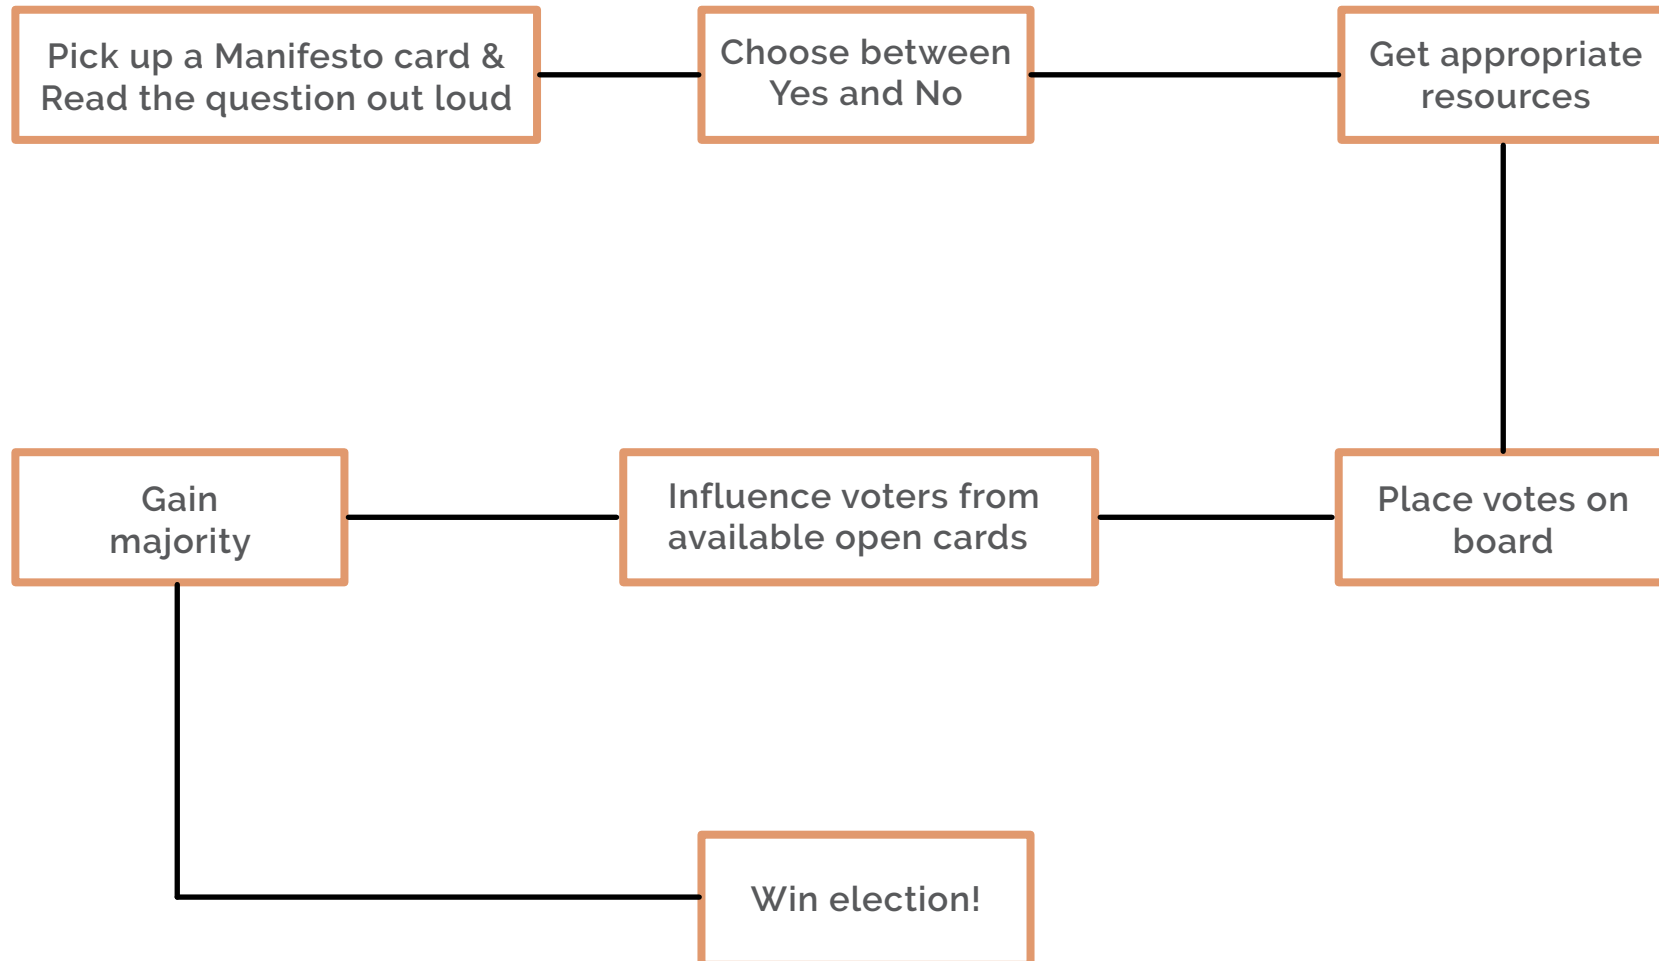 Pick up a Manifesto card &
Read the question out loud
Choose between
Yes and No
Get appropriate
resources
Place votes on
board
Influence voters from
available open cards
Gain
majority
Win election!